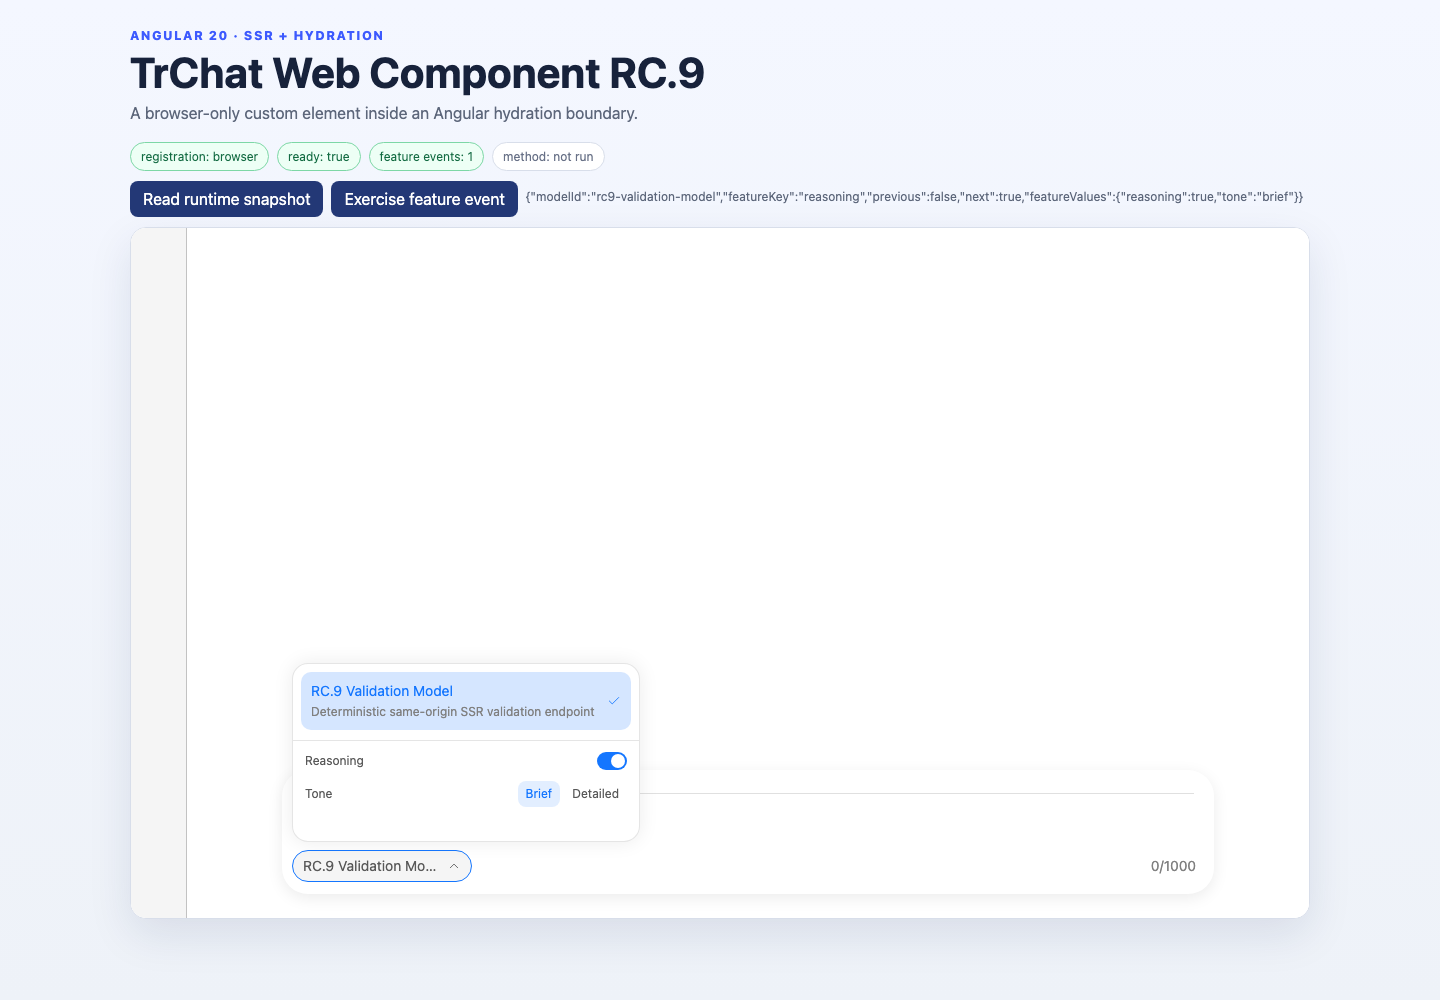 ANGULAR 20 · SSR + HYDRATION
TrChat Web Component RC.9
A browser-only custom element inside an Angular hydration boundary.
registration: browser
ready: true
feature events: 1
method: not run
Read runtime snapshot
Exercise feature event
{"modelId":"rc9-validation-model","featureKey":"reasoning","previous":false,"next":true,"featureValues":{"reasoning":true,"tone":"brief"}}
RC.9 Validation Model
Deterministic same-origin SSR validation endpoint
Reasoning
Tone
Brief
Detailed
RC.9 Validation Mo...
0/1000